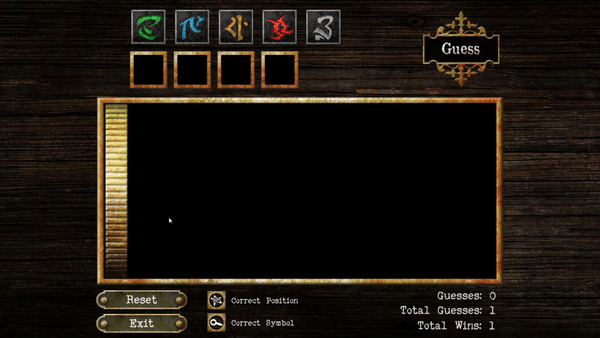 Guess
Reset
Correct Position
Exit
Correct Symbol
Guesses: 0
Total Guesses: 1
Total Wins: 1